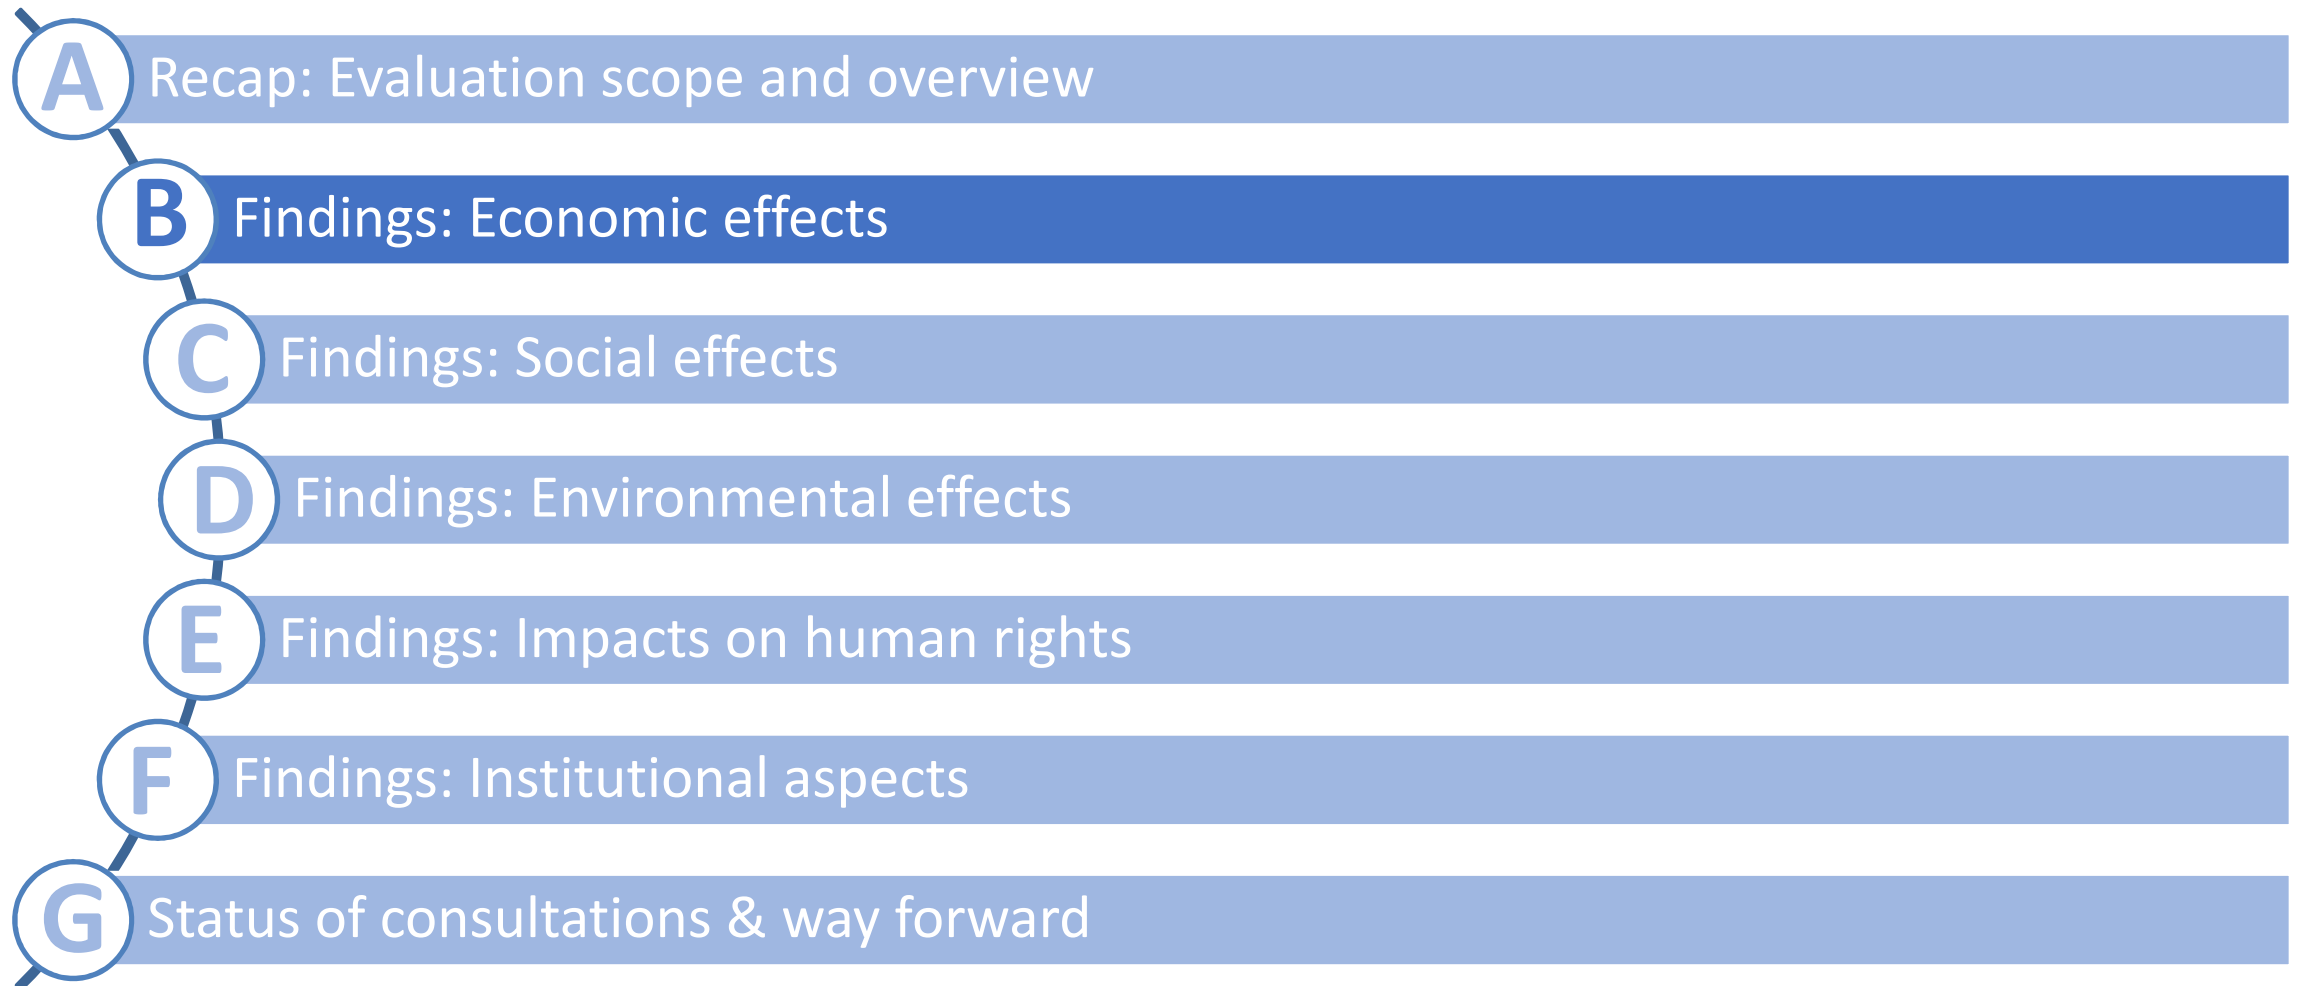 A Recap: Evaluation scope and overview
B Findings: Economic effects
C Findings: Social effects
D Findings: Environmental effects
E Findings: Impacts on human rights
F Findings: Institutional aspects
G Status of consultations & way forward